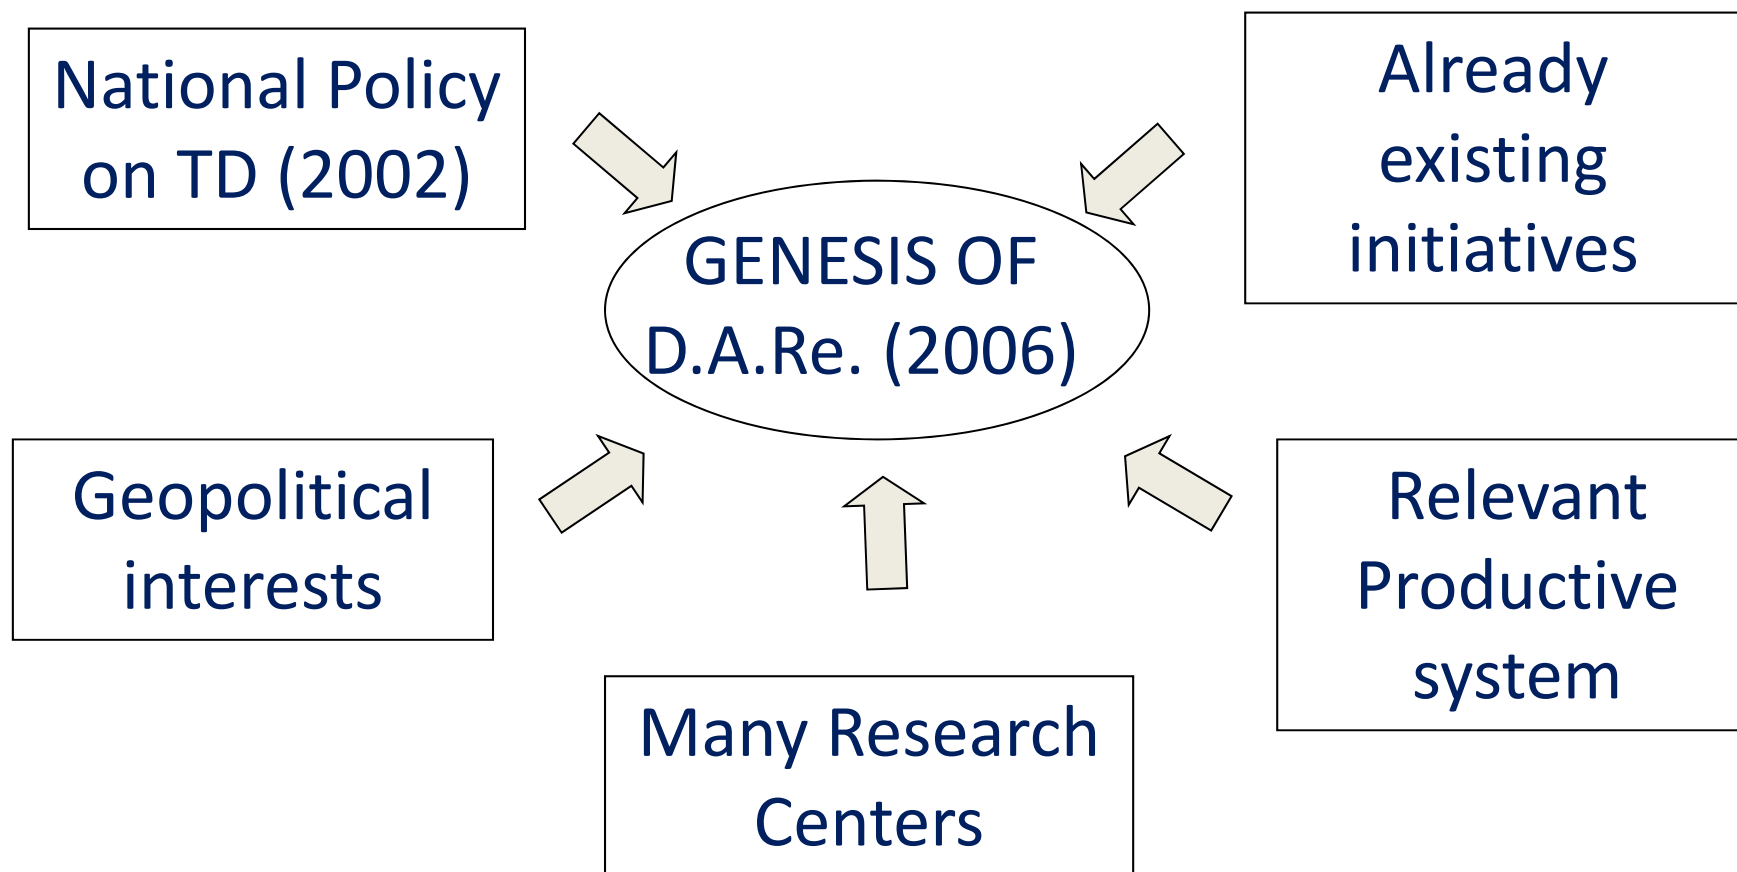 National Policy
on TD (2002)
Already
existing
initiatives
GENESIS OF
D.A.Re. (2006)
Geopolitical
interests
Relevant
Productive
system
Many Research
Centers